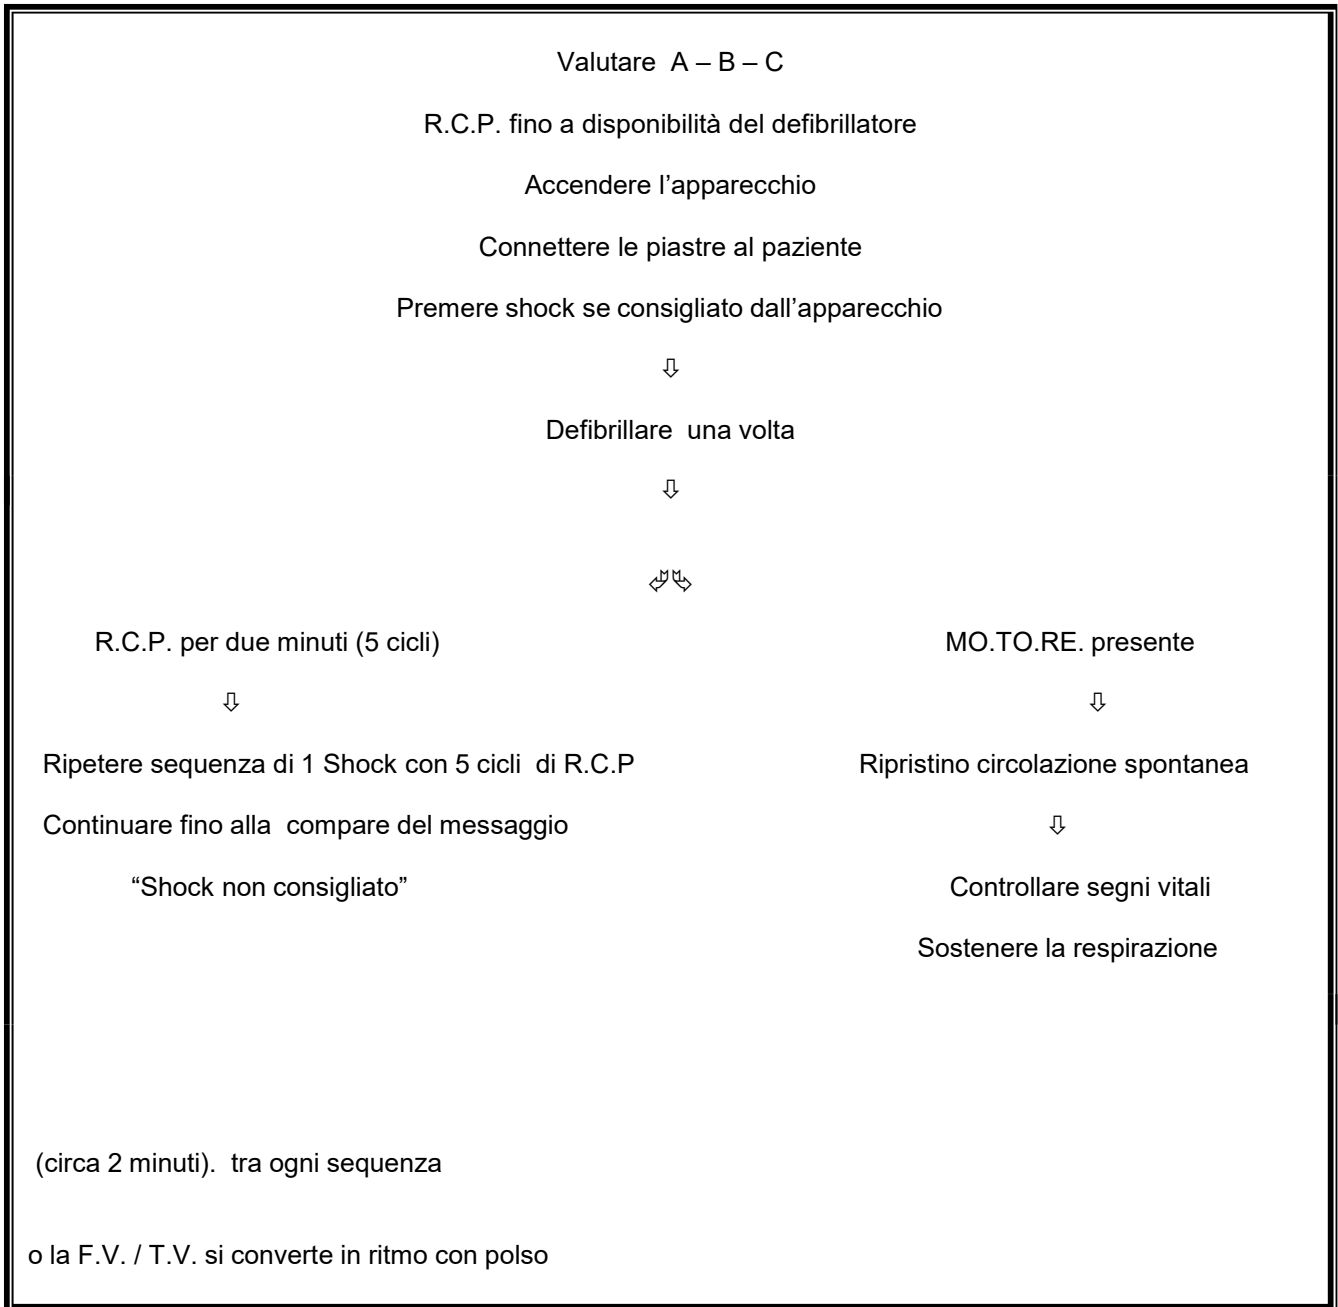 Valutare A – B – C
R.C.P. fino a disponibilità del defibrillatore
Accendere l’apparecchio
Connettere le piastre al paziente
Premere shock se consigliato dall’apparecchio
⇩
Defibrillare una volta
⇩
R.C.P. per due minuti (5 cicli) MO.TO.RE. presente
⇩ ⇩
Ripetere sequenza di 1 Shock con 5 cicli di R.C.P Ripristino circolazione spontanea
Continuare fino alla compare del messaggio ⇩
“Shock non consigliato” Controllare segni vitali
Sostenere la respirazione
(circa 2 minuti). tra ogni sequenza
o la F.V. / T.V. si converte in ritmo con polso